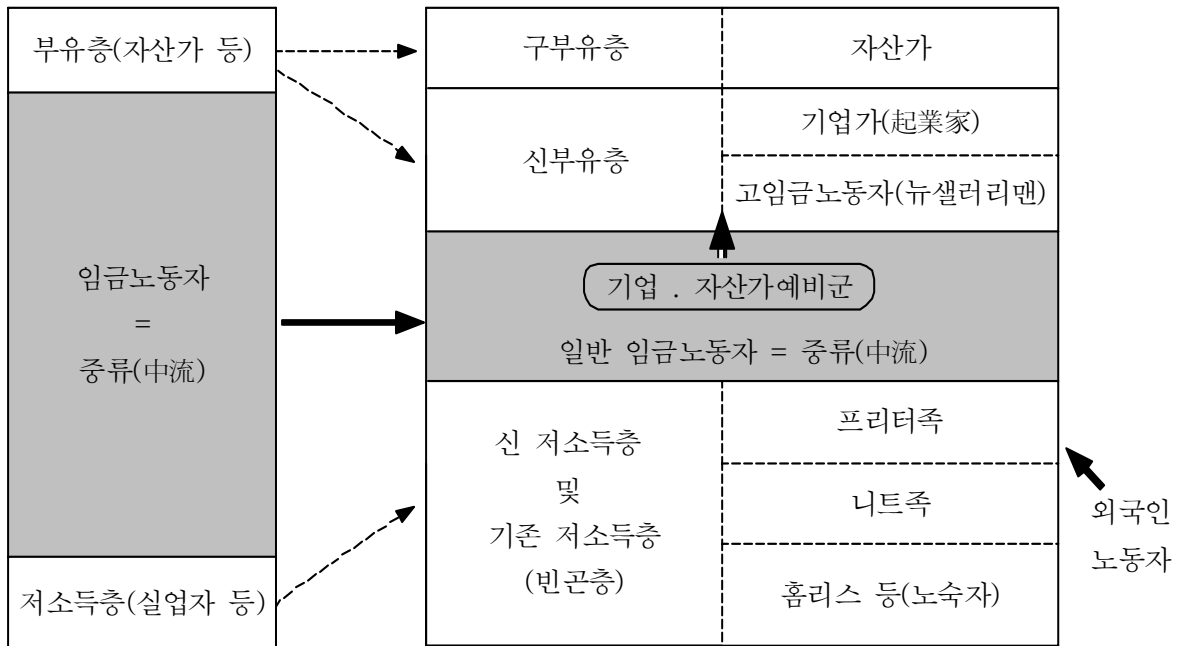 부유층(자산가 등)
임금노동자
=
중류(中流)
저소득층(실업자 등)
구부유층
자산가
신부유층
기업가(起業家)
고임금노동자(뉴샐러리맨)
기업 . 자산가예비군
일반 임금노동자 = 중류(中流)
신 저소득층
및
기존 저소득층
(빈곤층)
프리터족
니트족
홈리스 등(노숙자)
외국인
노동자